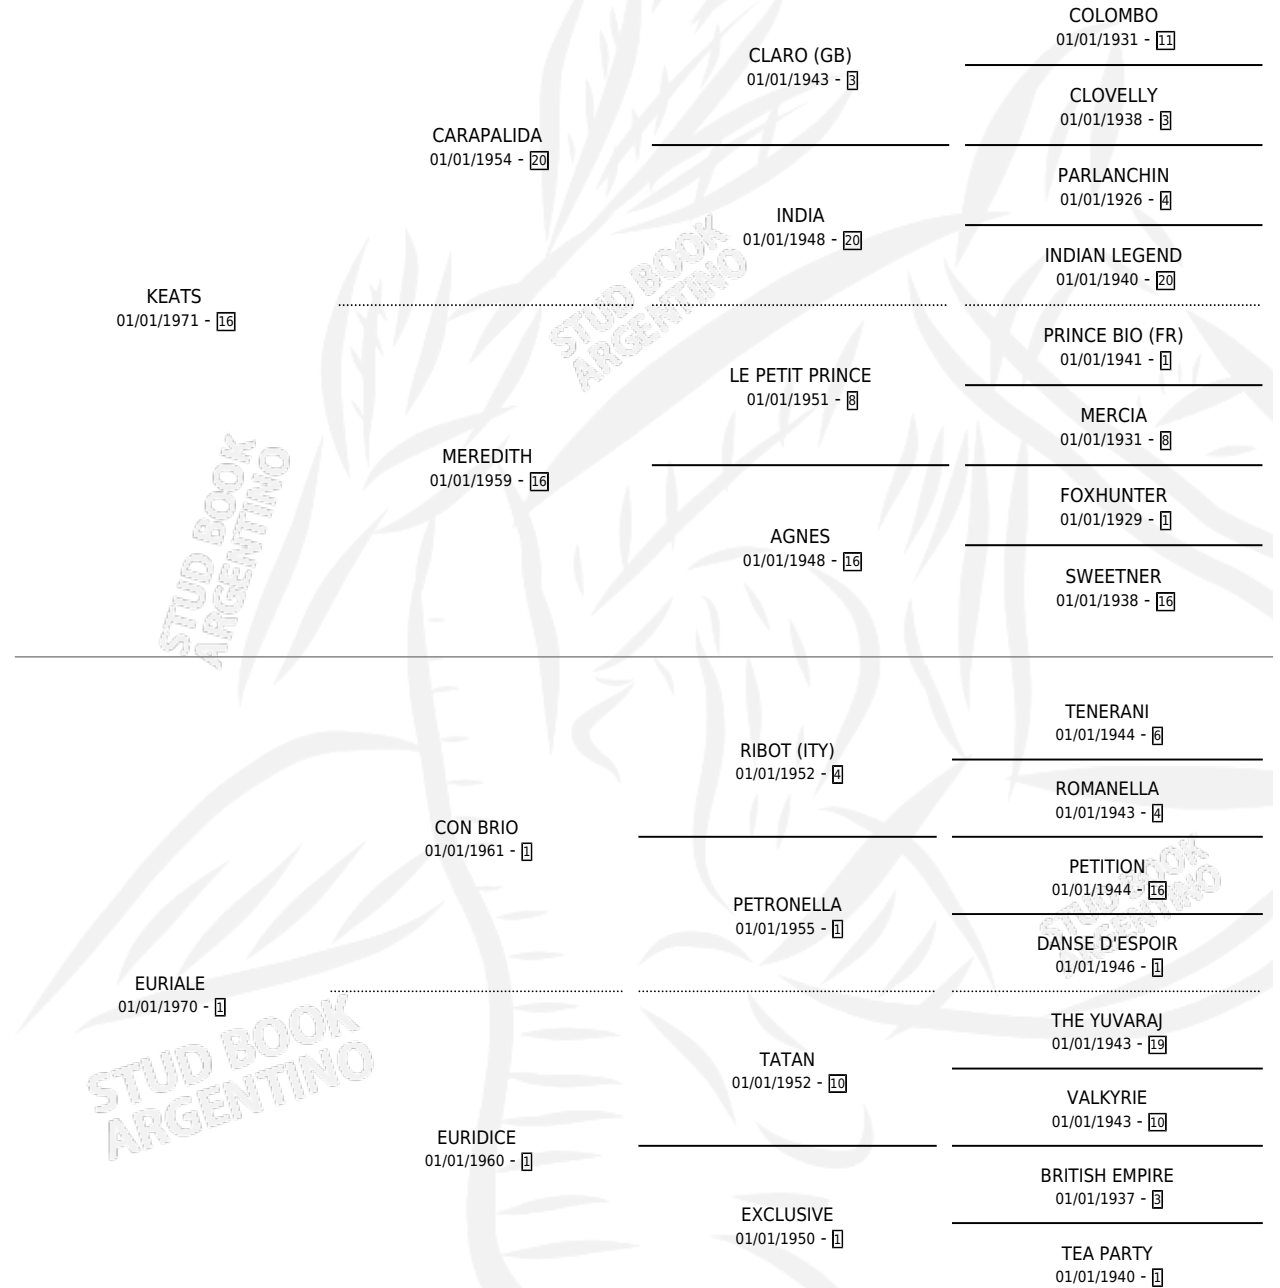 COLOMBO
01/01/1931 - 11
CLARO (GB)
01/01/1943 - 3
CLOVELLY
01/01/1938 - 3
CARAPALIDA
01/01/1954 - 20
PARLANCHIN
01/01/1926 - 4
INDIA
01/01/1948 - 20
INDIAN LEGEND
01/01/1940 - 20
KEATS
01/01/1971 - 16
STUD BOOK
ARGENTINO
PRINCE BIO (FR)
01/01/1941 - 1
LE PETIT PRINCE
01/01/1951 - 8
MERCIA
01/01/1931 - 8
MEREDITH
01/01/1959 - 16
FOXHUNTER
01/01/1929 - 1
AGNES
01/01/1948 - 16
SWEETNER
01/01/1938 - 16
STUD BOOK
ARGENTINO
TENERANI
01/01/1944 - 6
RIBOT (ITY)
01/01/1952 - 4
ROMANELLA
01/01/1943 - 4
CON BRIO
01/01/1961 - 1
PETITION
01/01/1944 - 16
PETRONELLA
01/01/1955 - 1
DANSE D'ESPOIR
01/01/1946 - 1
STUD BOOK
ARGENTINO
EURIALE
01/01/1970 - 1
THE YUVARAJ
01/01/1943 - 19
TATAN
01/01/1952 - 10
VALKYRIE
01/01/1943 - 10
STUD BOOK
ARGENTINO
EURIDICE
01/01/1960 - 1
BRITISH EMPIRE
01/01/1937 - 3
EXCLUSIVE
01/01/1950 - 1
TEA PARTY
01/01/1940 - 1